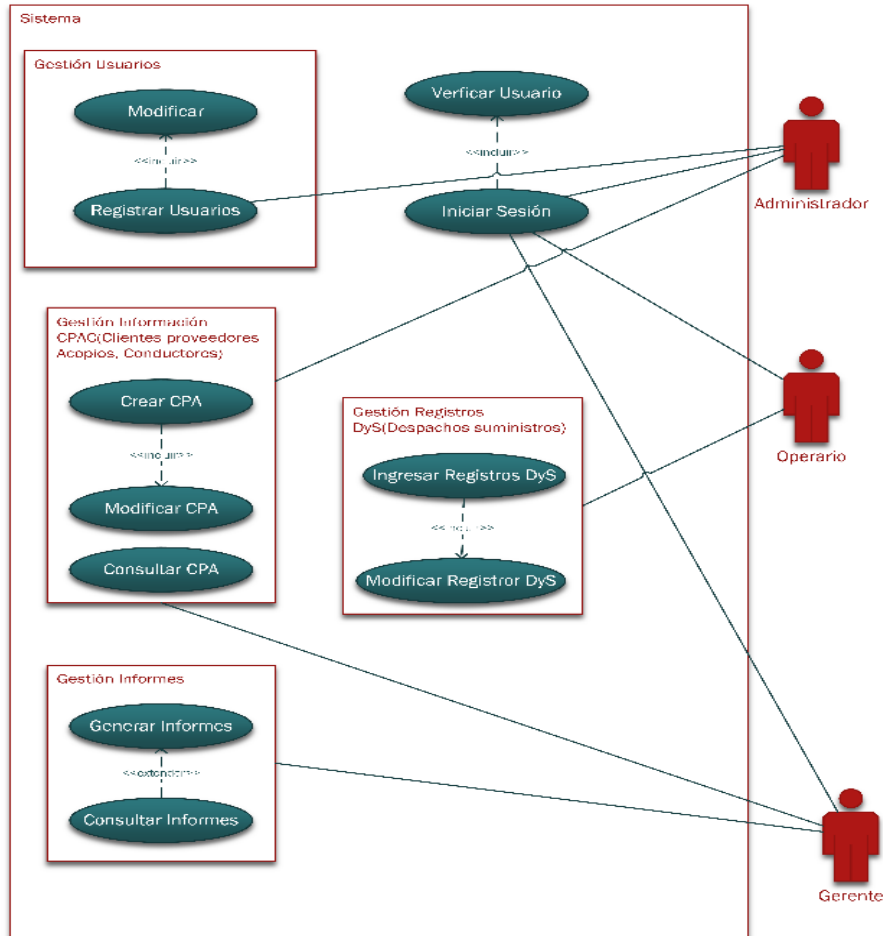 Sistema
Gestión Usuarios
Modificar
<<incluir>>
Registrar Usuarios
Verficar Usuario
<<incluir>>
Iniciar Sesión
Administrador
Gestión Información
CPAC(Clientes proveedores
Acopios, Conductores)
Crear CPA
<<incluir>>
Modificar CPA
Consultar CPA
Gestión Registros
DyS(Despachos suministros)
Ingresar Registros DyS
<<incluir>>
Modificar Registror DyS
Operario
Gestión Informes
Generar Informes
<<extender>>
Consultar Informes
Gerente